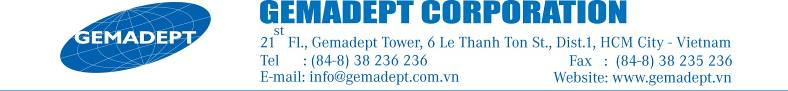 GEMADEPT
GEMADEPT CORPORATION
21st Fl., Gemadept Tower, 6 Le Thanh Ton St., Dist.1, HCM City - Vietnam
Tel : (84-8) 38 236 236 Fax : (84-8) 38 235 236
E-mail: info@gemadept.com.vn Website: www.gemadept.vn